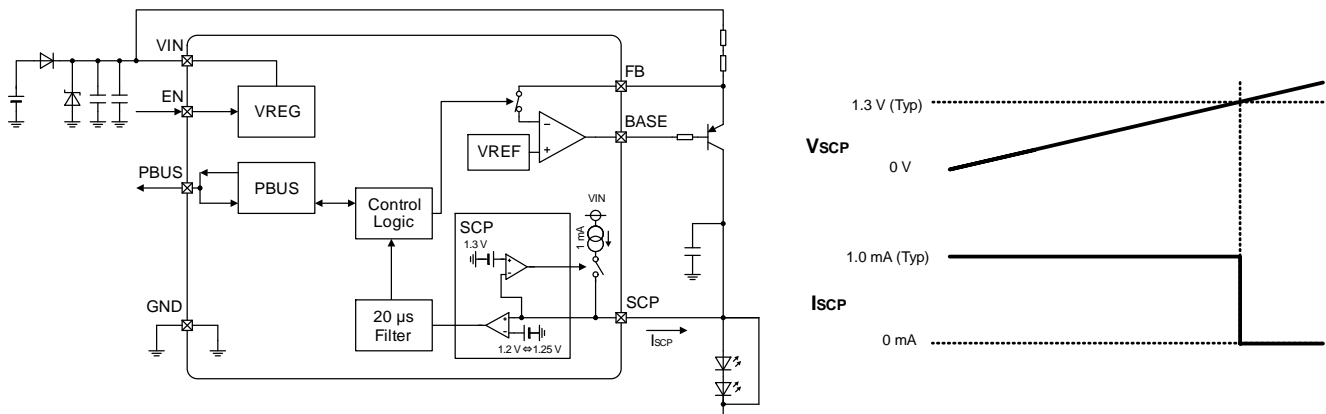 VIN
EN
VREG
FB
BASE
VREF
PBUS
PBUS
Control
Logic
SCP
1.3 V
VIN
1 mA
GND
20 µs
Filter
1.2 V ⇔ 1.25 V
SCP
ISCP
1.3 V (Typ)
VSCP
0 V
1.0 mA (Typ)
ISCP
0 mA